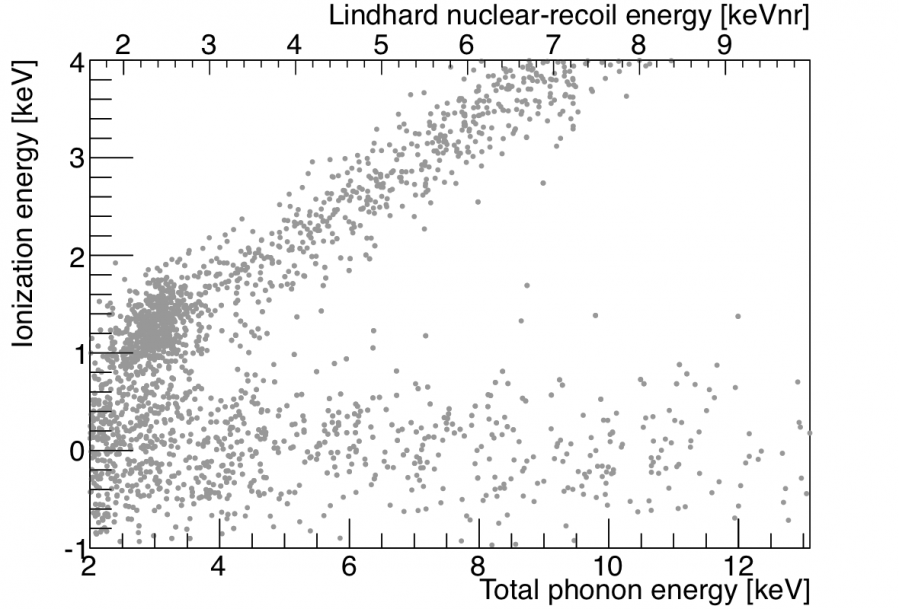 Lindhard nuclear-recoil energy [keVnr]
2 3 4 5 6 7 8 9
Ionization energy [keV]
4
3
2
1
0
-1
2 4 6 8 10 12
Total phonon energy [keV]